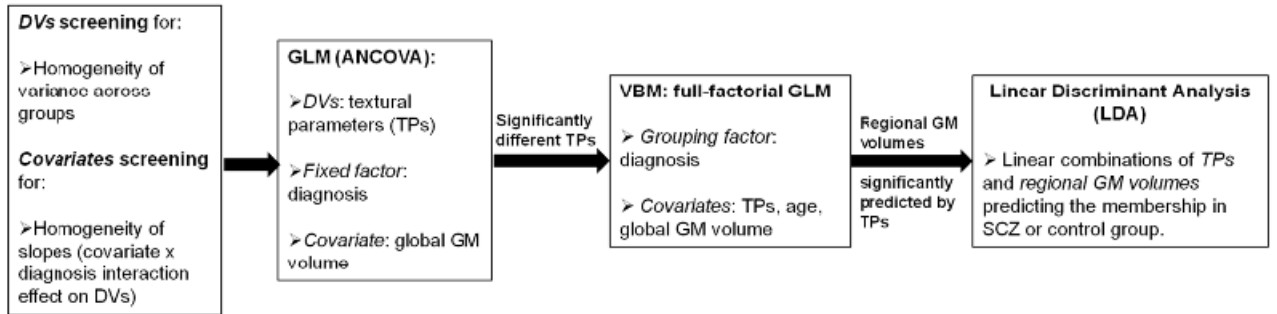 DVs screening for:
➢Homogeneity of
variance across
groups
Covariates screening
for:
➢Homogeneity of
slopes (covariate x
diagnosis interaction
effect on DVs)
GLM (ANCOVA):
➢DVs: textural
parameters (TPs)
➢Fixed factor:
diagnosis
➢Covariate: global GM
volume
Significantly
different TPs
VBM: full-factorial GLM
➢ Grouping factor:
diagnosis
➢ Covariates: TPs, age,
global GM volume
Regional GM
volumes
significantly
predicted by
TPs
Linear Discriminant Analysis
(LDA)
➢ Linear combinations of TPs
and regional GM volumes
predicting the membership in
SCZ or control group.